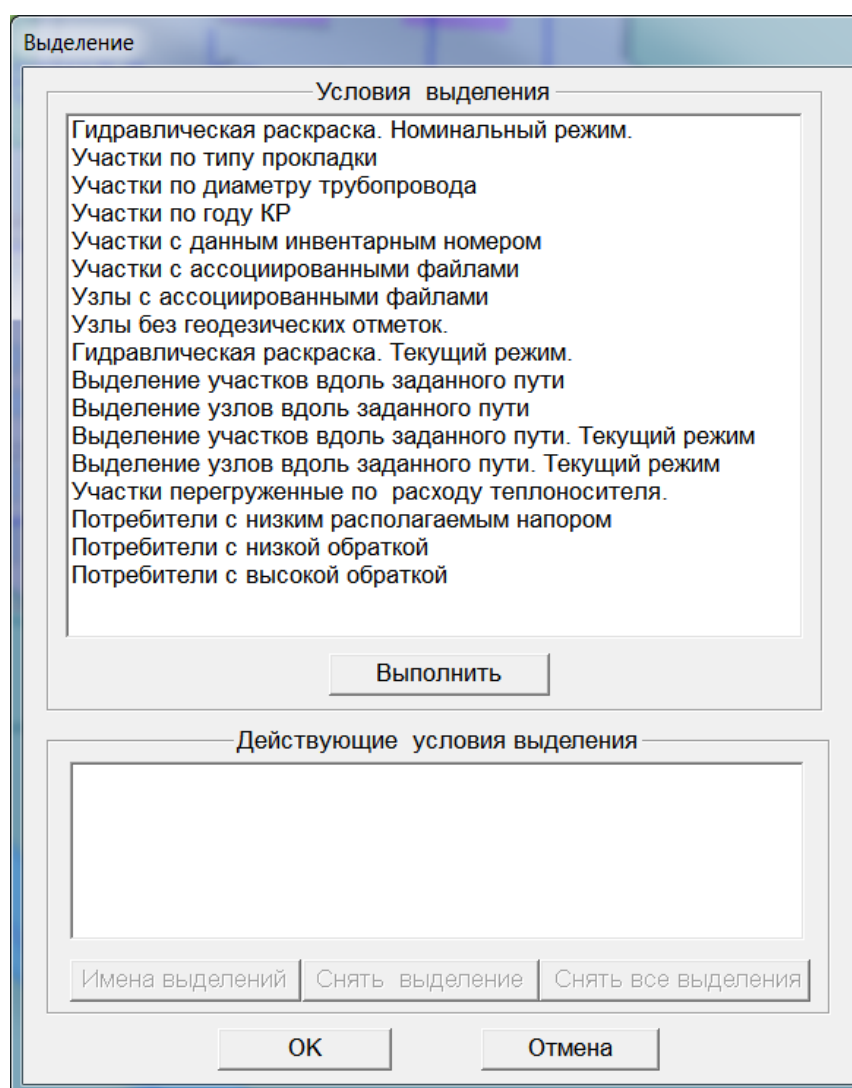 Выделение
Условия  выделения
Гидравлическая раскраска. Номинальный режим.
Участки по типу прокладки
Участки по диаметру трубопровода
Участки по году КР
Участки с данным инвентарным номером
Участки с ассоциированными файлами
Узлы с ассоциированными файлами
Узлы без геодезических отметок.
Гидравлическая раскраска. Текущий режим.
Выделение участков вдоль заданного пути
Выделение узлов вдоль заданного пути
Выделение участков вдоль заданного пути. Текущий режим
Выделение узлов вдоль заданного пути. Текущий режим
Участки перегруженные по  расходу теплоносителя.
Потребители с низким располагаемым напором
Потребители с низкой обраткой
Потребители с высокой обраткой
Выполнить
Действующие  условия выделения
Имена выделений Снять  выделение Снять все выделения
OK Отмена